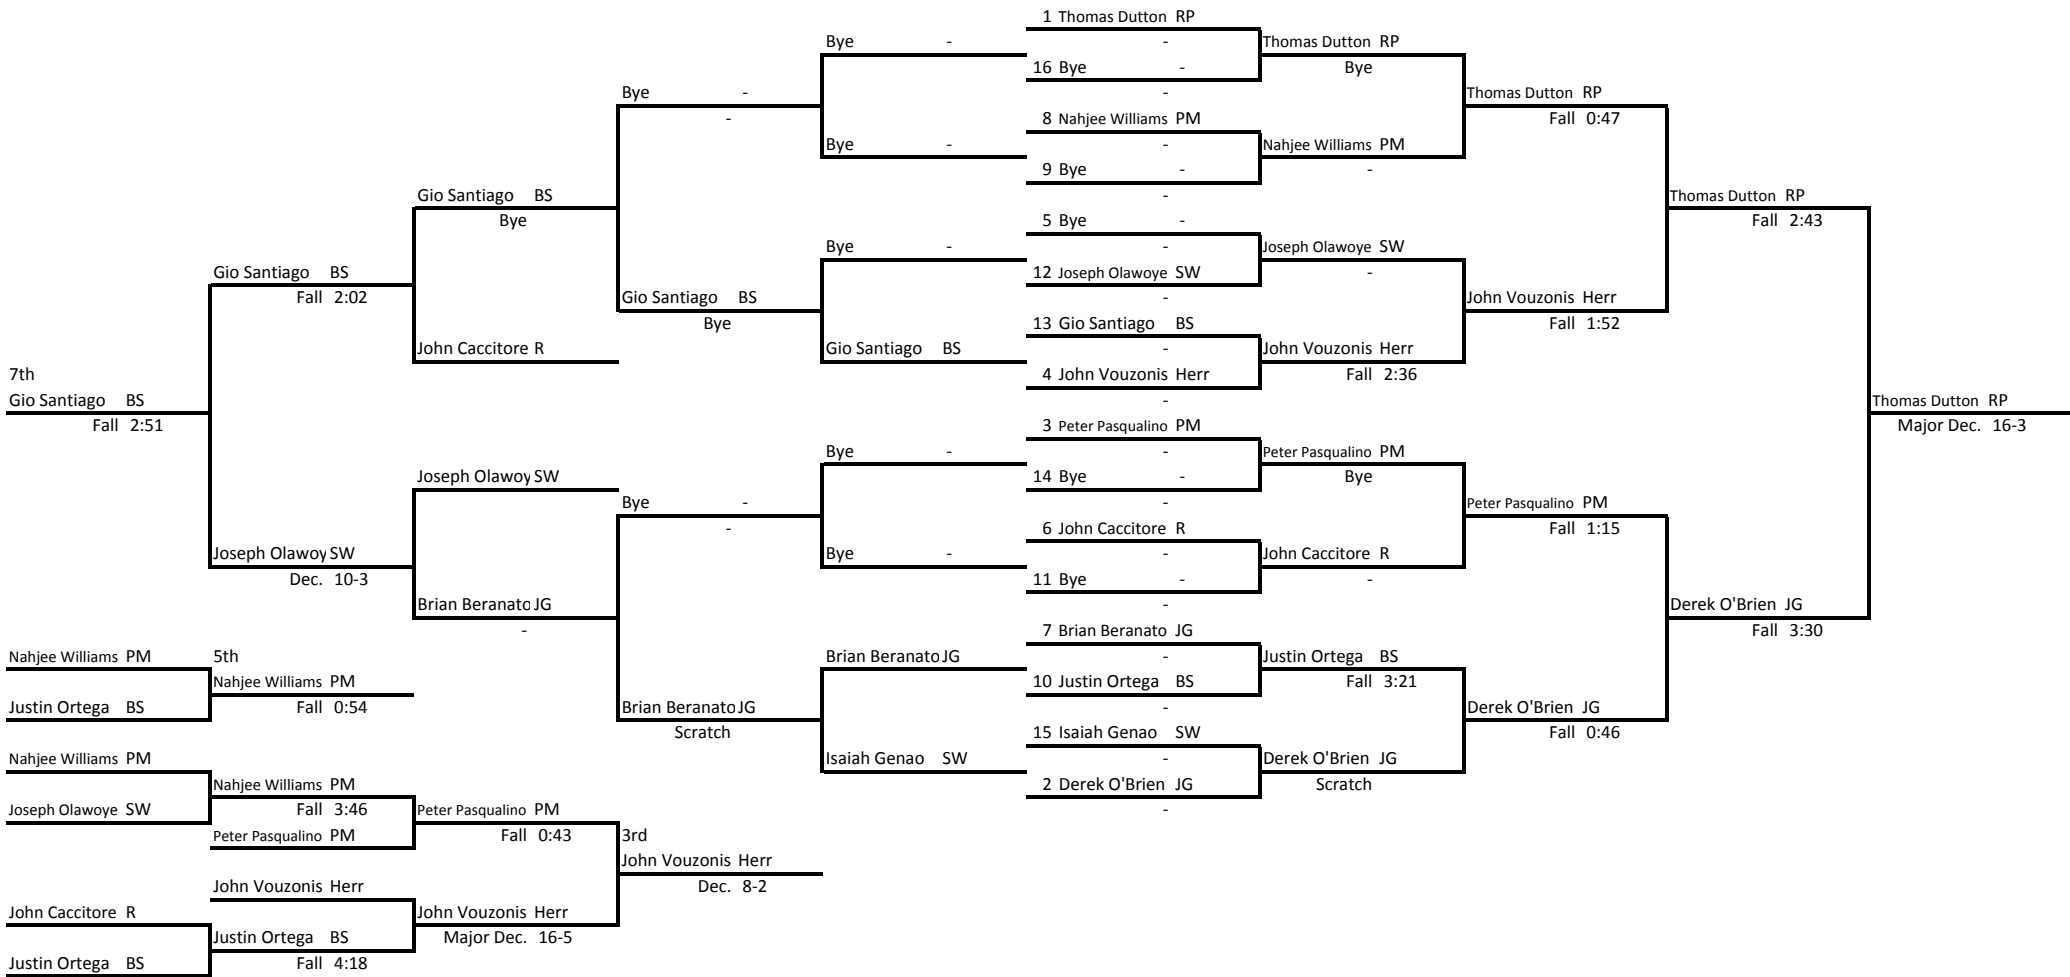 1 Thomas Dutton RP
Bye - - Thomas Dutton RP
16 Bye - Bye
Bye - - Thomas Dutton RP
- 8 Nahjee Williams PM Fall 0:47
Bye - - Nahjee Williams PM
9 Bye - -
Gio Santiago BS - Thomas Dutton RP
Bye 5 Bye - Fall 2:43
Bye - - Joseph Olawoye SW
Gio Santiago BS 12 Joseph Olawoye SW -
Fall 2:02 Gio Santiago BS - John Vouzonis Herr
Bye 13 Gio Santiago BS Fall 1:52
John Caccitore R Gio Santiago BS - John Vouzonis Herr
7th 4 John Vouzonis Herr Fall 2:36
Gio Santiago BS - Thomas Dutton RP
Fall 2:51 3 Peter Pasqualino PM Major Dec. 16-3
Bye - - Peter Pasqualino PM
Joseph Olawoy SW 14 Bye - Bye
Bye - - Peter Pasqualino PM
- 6 John Caccitore R Fall 1:15
Joseph Olawoy SW Bye - - John Caccitore R
Dec. 10-3 11 Bye - -
Brian Beranato JG - Derek O'Brien JG
- 7 Brian Beranato JG Fall 3:30
Nahjee Williams PM 5th Brian Beranato JG - Justin Ortega BS
Nahjee Williams PM 10 Justin Ortega BS Fall 3:21
Justin Ortega BS Fall 0:54 Brian Beranato JG - Derek O'Brien JG
Scratch 15 Isaiah Genao SW Fall 0:46
Nahjee Williams PM Isaiah Genao SW - Derek O'Brien JG
Nahjee Williams PM 2 Derek O'Brien JG Scratch
Joseph Olawoye SW Fall 3:46 Peter Pasqualino PM -
Peter Pasqualino PM Fall 0:43 3rd
John Vouzonis Herr
John Vouzonis Herr Dec. 8-2
John Caccitore R John Vouzonis Herr
Justin Ortega BS Major Dec. 16-5
Justin Ortega BS Fall 4:18